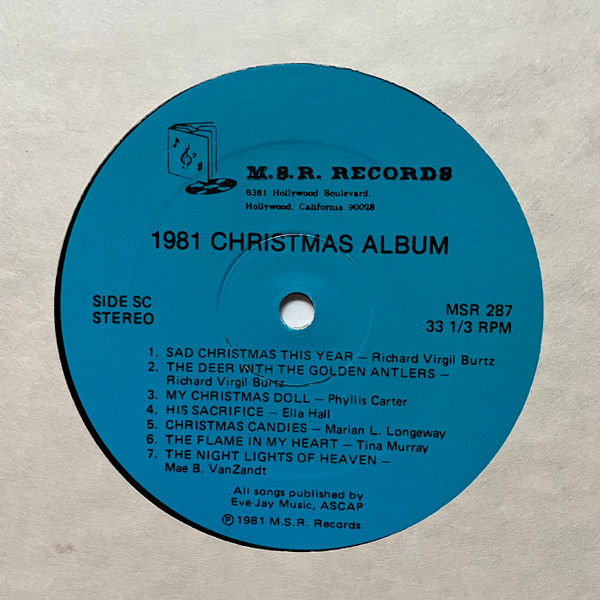 M.S.R. RECORDS
6381 Hollywood Boulevard,
Hollywood, California 90028
1981 CHRISTMAS ALBUM
SIDE SC
STEREO
MSR 287
33 1/3 RPM
1. SAD CHRISTMAS THIS YEAR – Richard Virgil Burtz
2. THE DEER WITH THE GOLDEN ANTLERS –
Richard Virgil Burtz
3. MY CHRISTMAS DOLL – Phyllis Carter
4. HIS SACRIFICE – Ella Hall
5. CHRISTMAS CANDIES – Marian L. Longeway
6. THE FLAME IN MY HEART – Tina Murray
7. THE NIGHT LIGHTS OF HEAVEN –
Mae B. VanZandt
All songs published by
Eve-Jay Music, ASCAP
℗ 1981 M.S.R. Records